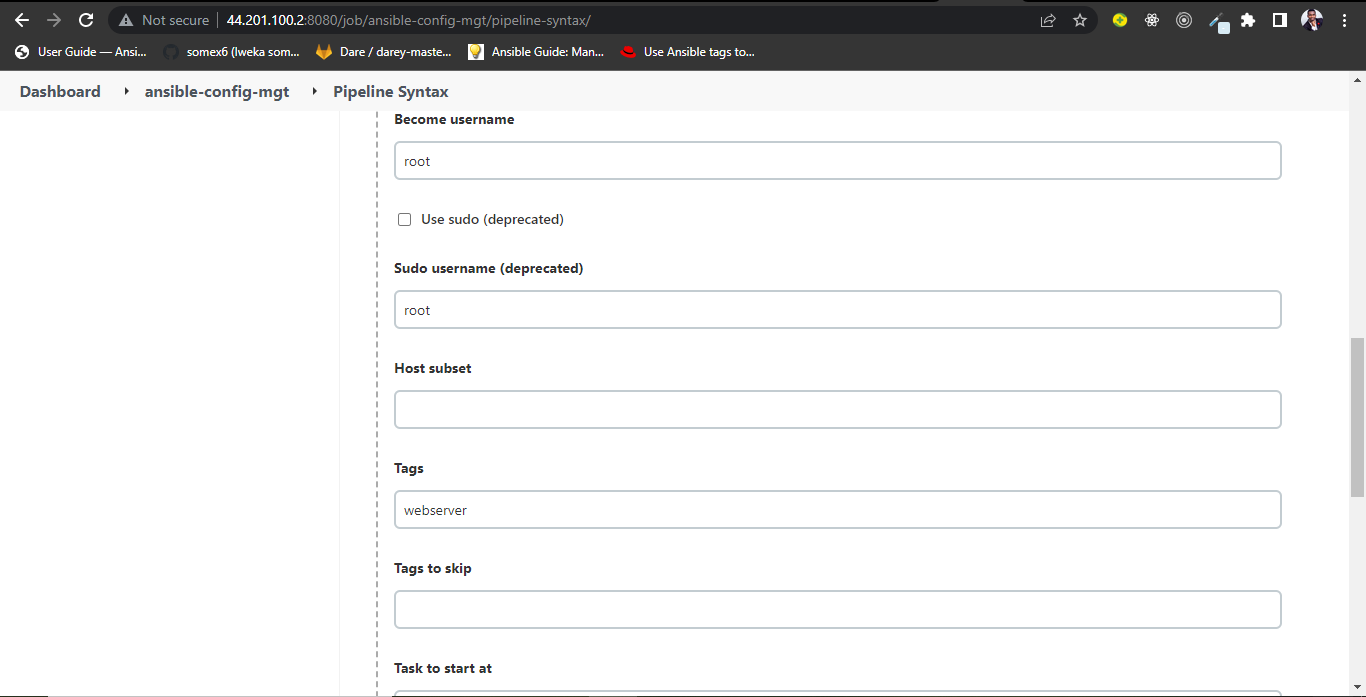 Not secure 44.201.100.2:8080/job/ansible-config-mgt/pipeline-syntax/
User Guide — Ansi... somex6 (Iweka som... Dare / darey-maste... Ansible Guide: Man... Use Ansible tags to...
Dashboard ansible-config-mgt Pipeline Syntax
Become username
root
Use sudo (deprecated)
Sudo username (deprecated)
root
Host subset
Tags
webserver
Tags to skip
Task to start at